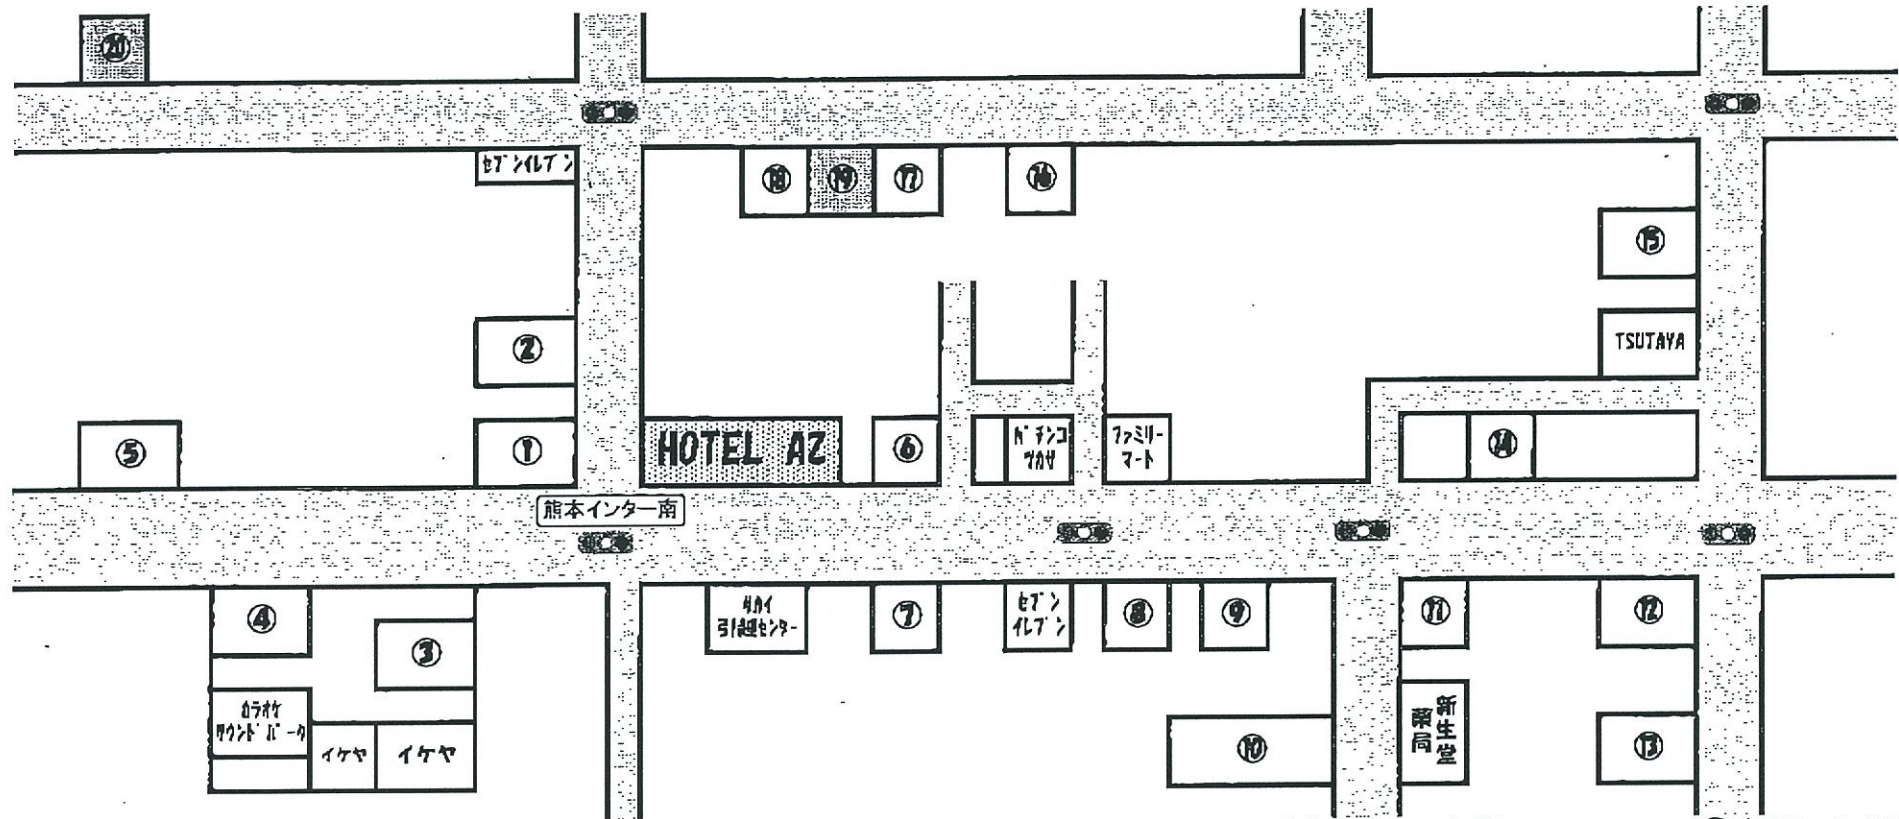 ⑳
セブンイレブン
⑱
⑲
⑰
⑯
⑮
②
TSUTAYA
⑤
①
HOTEL AZ
⑥
パチンコ
ファミリー
マート
⑭
熊本インター南
④
③
サカイ
引越センター
⑦
セブン
イレブン
⑧
⑨
⑪
⑫
カラオケ
サウンドパーク
イケヤ
イケヤ
⑩
新生堂
薬局
⑬